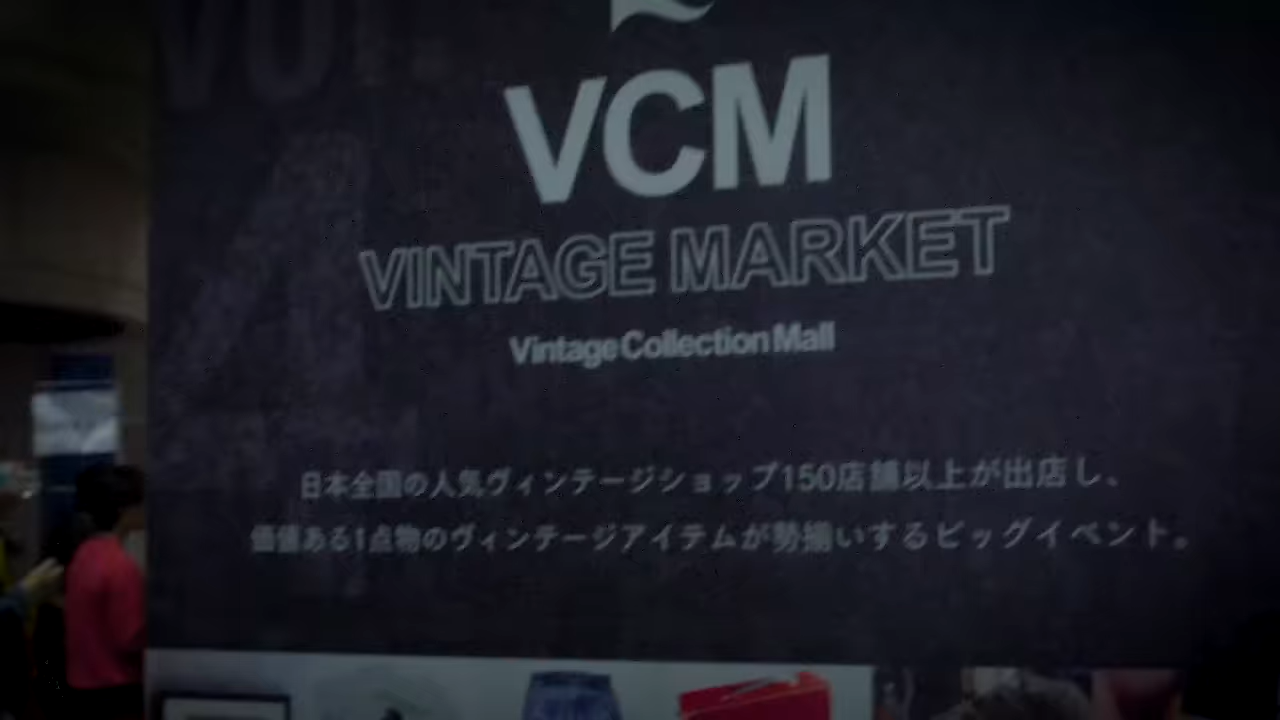 VOL.
4
VCM
VINTAGE MARKET
Vintage Collection Mall
日本全国の人気ヴィンテージショップ150店舗以上が出店し、
価値ある1点物のヴィンテージアイテムが勢揃いするビッグイベント。